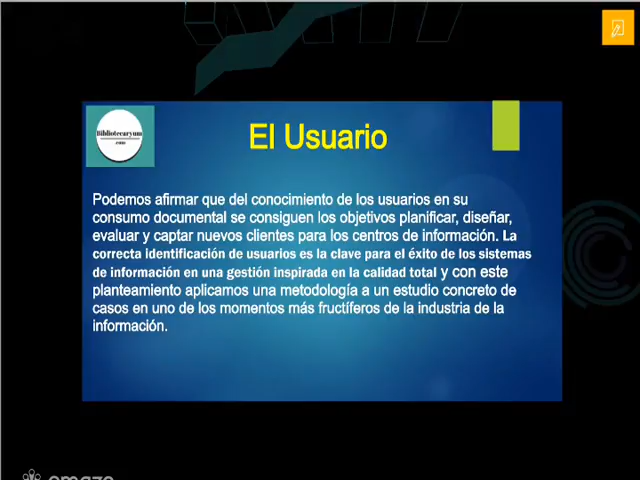 Bibliotecaryum
.com
El Usuario
Podemos afirmar que del conocimiento de los usuarios en su
consumo documental se consiguen los objetivos planificar, diseñar,
evaluar y captar nuevos clientes para los centros de información. La
correcta identificación de usuarios es la clave para el éxito de los sistemas
de información en una gestión inspirada en la calidad total y con este
planteamiento aplicamos una metodología a un estudio concreto de
casos en uno de los momentos más fructíferos de la industria de la
información.
emaze